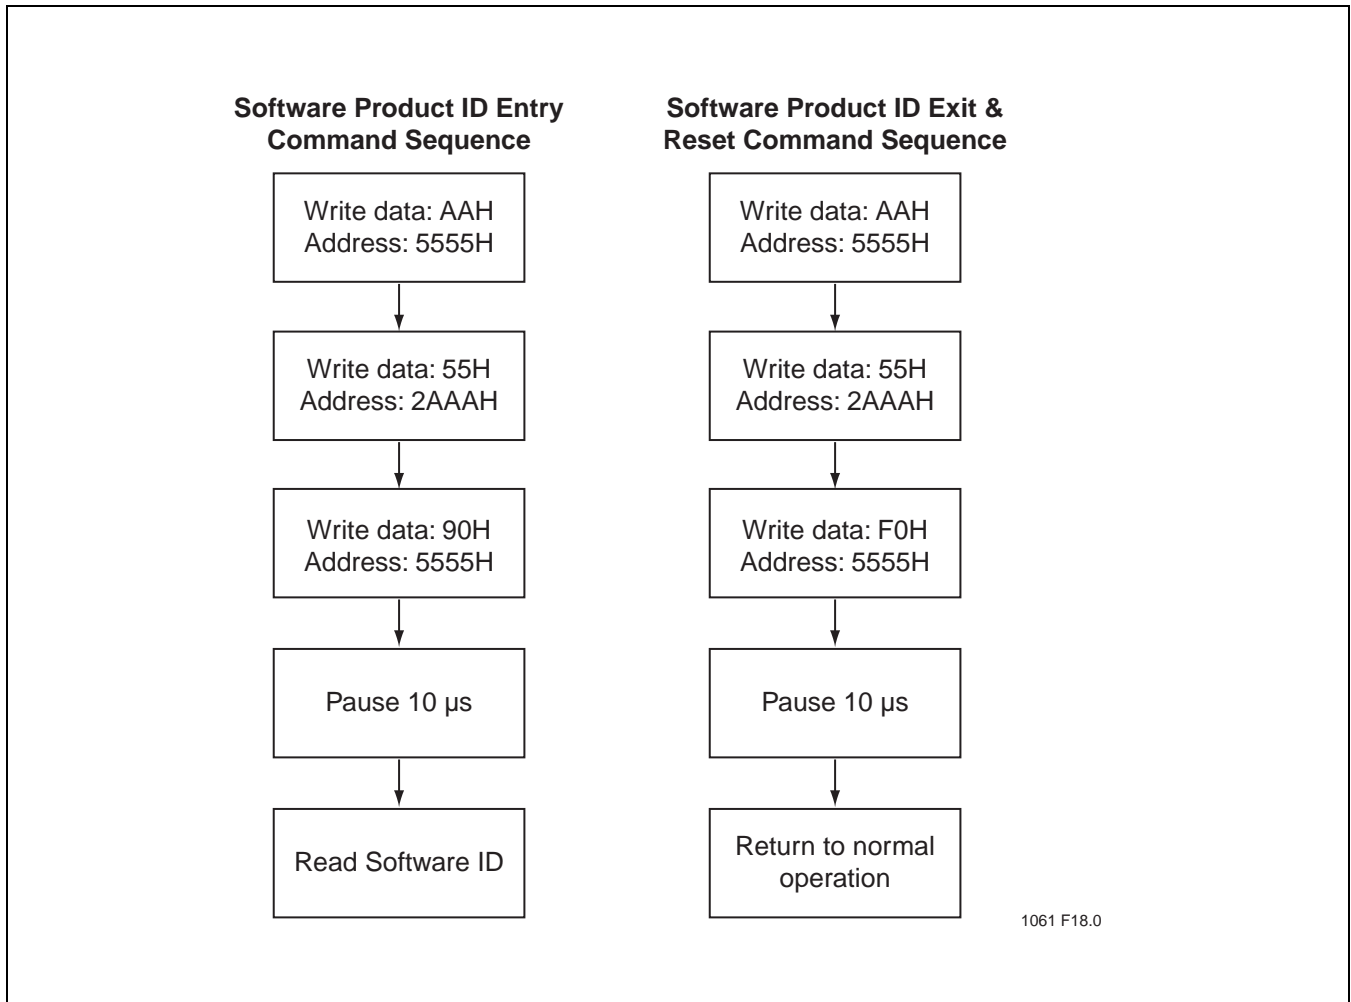 Software Product ID Entry
Command Sequence
Write data: AAH
Address: 5555H
Write data: 55H
Address: 2AAAH
Write data: 90H
Address: 5555H
Pause 10 µs
Read Software ID
Software Product ID Exit &
Reset Command Sequence
Write data: AAH
Address: 5555H
Write data: 55H
Address: 2AAAH
Write data: F0H
Address: 5555H
Pause 10 µs
Return to normal
operation
1061 F18.0